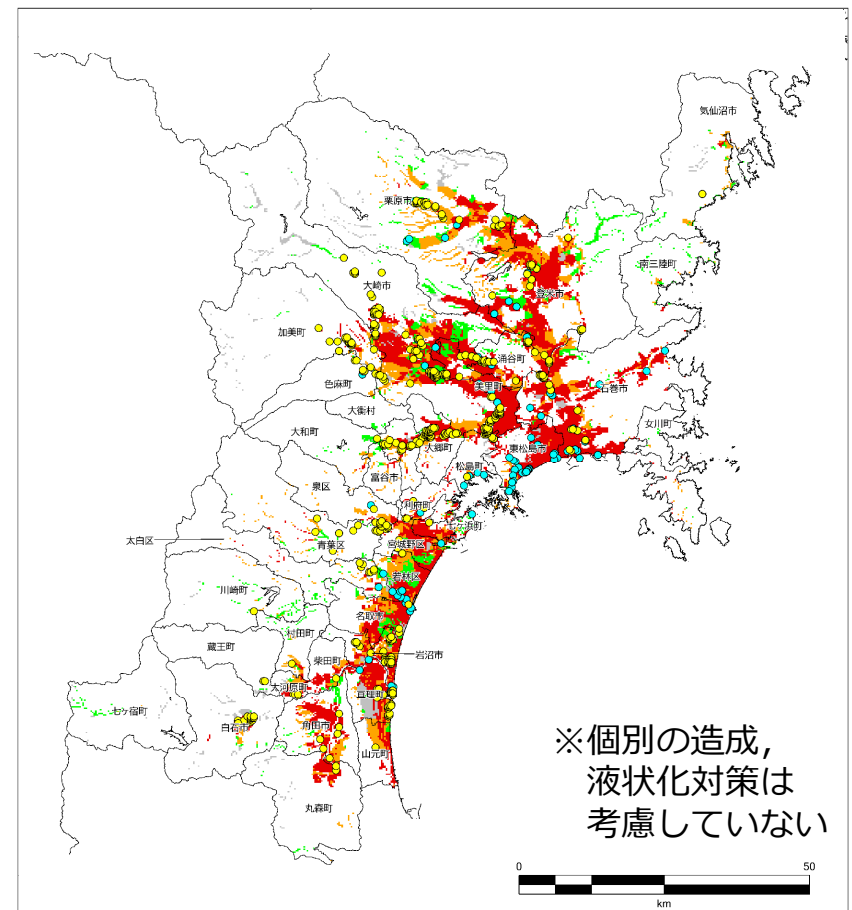 気仙沼市
栗原市
南三陸町
大崎市
登米市
加美町
涌谷町
色麻町
美里町
石巻市
大衡村
女川町
大和町
大郷町
東松島市
松島町
富谷市
泉区
利府町
七ヶ浜町
太白区
青葉区
宮城野区
若林区
川崎町
名取市
村田町
蔵王町
柴田町
岩沼市
大河原町
七ヶ宿町
亘理町
白石市
角田市
山元町
丸森町
※個別の造成，
液状化対策は
考慮していない
0 50
km